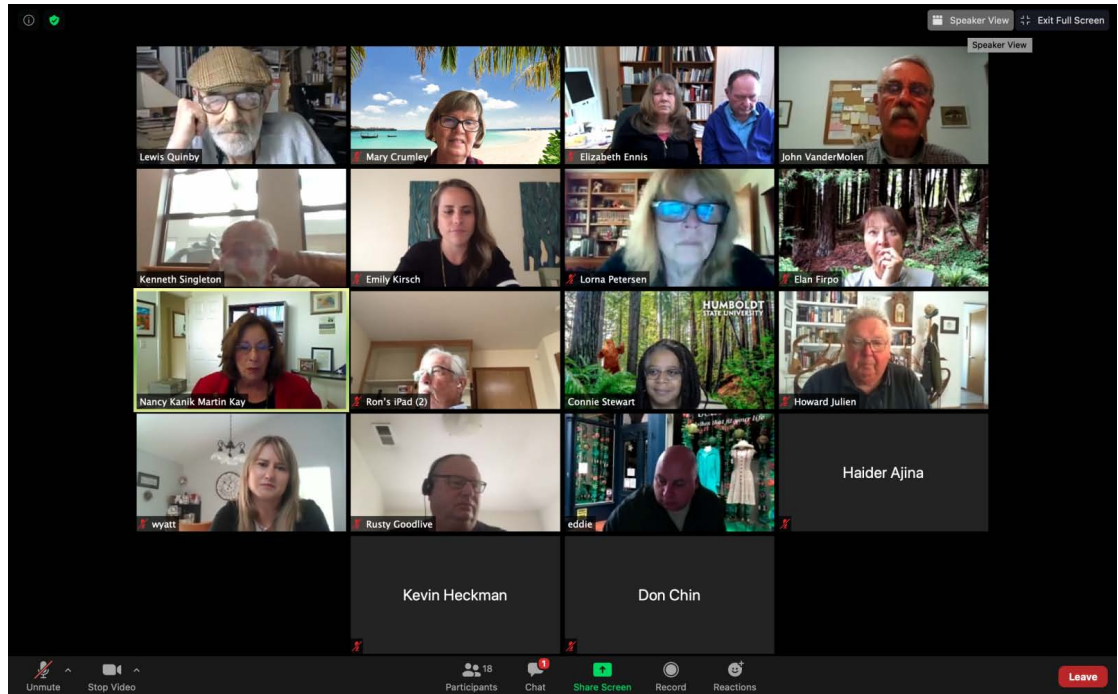 Speaker View
Exit Full Screen
Speaker View
Lewis Quinby
Mary Crumley
Elizabeth Ennis
John VanderMolen
Kenneth Singleton
Emily Kirsch
Lorna Petersen
Elan Firpo
HUMBOLDT
STATE UNIVERSITY
Nancy Kanik Martin Kay
Ron's iPad (2)
Connie Stewart
Howard Julien
wyatt
Rusty Goodlive
eddie
Haider Ajina
Kevin Heckman
Don Chin
Unmute
Stop Video
18
Participants
1
Chat
Share Screen
Record
Reactions
Leave